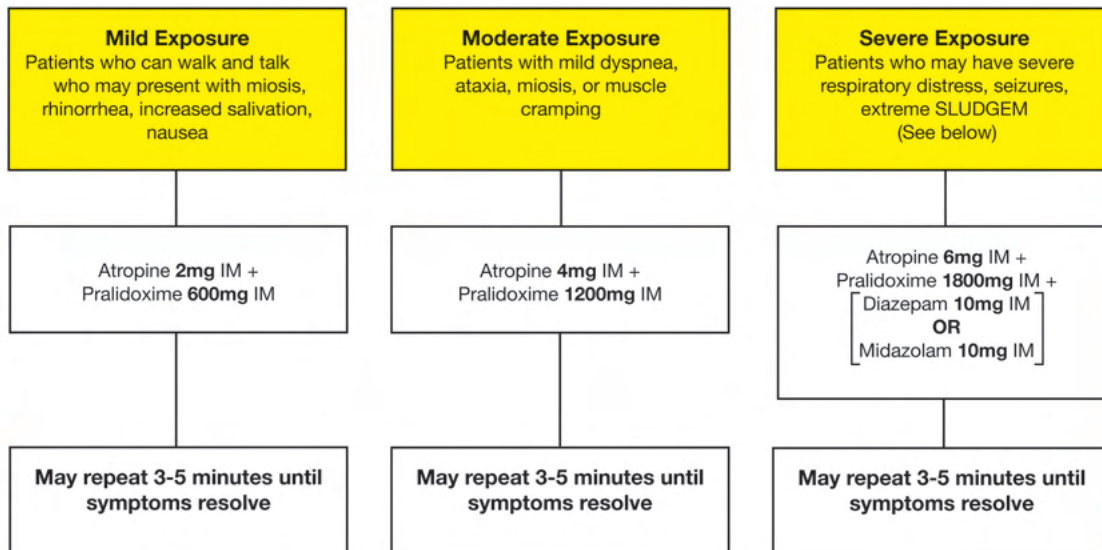 Mild Exposure
Patients who can walk and talk
who may present with miosis,
rhinorrhea, increased salivation,
nausea
Atropine 2mg IM +
Pralidoxime 600mg IM
May repeat 3-5 minutes until
symptoms resolve
Moderate Exposure
Patients with mild dyspnea,
ataxia, miosis, or muscle
cramping
Atropine 4mg IM +
Pralidoxime 1200mg IM
May repeat 3-5 minutes until
symptoms resolve
Severe Exposure
Patients who may have severe
respiratory distress, seizures,
extreme SLUDGEM
(See below)
Atropine 6mg IM +
Pralidoxime 1800mg IM +
[Diazepam 10mg IM
OR
Midazolam 10mg IM]
May repeat 3-5 minutes until
symptoms resolve